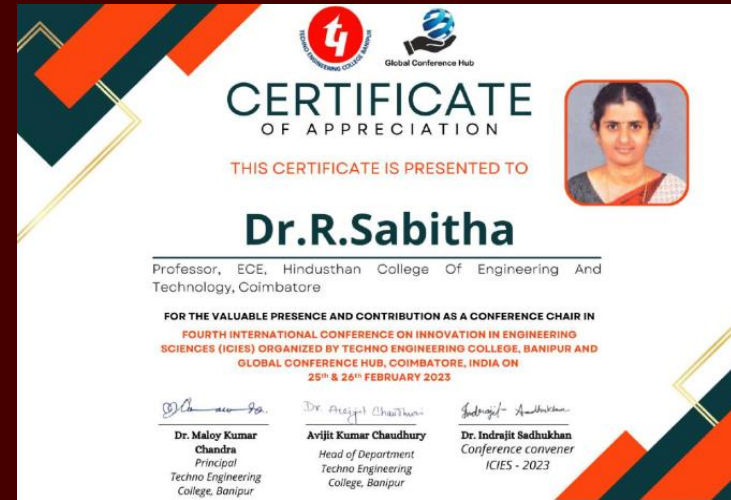 TECHNO ENGINEERING COLLEGE BANIPUR
Global Conference Hub
CERTIFICATE
OF APPRECIATION
THIS CERTIFICATE IS PRESENTED TO
Dr.R.Sabitha
Professor, ECE, Hindusthan College Of Engineering And
Technology, Coimbatore
FOR THE VALUABLE PRESENCE AND CONTRIBUTION AS A CONFERENCE CHAIR IN
FOURTH INTERNATIONAL CONFERENCE ON INNOVATION IN ENGINEERING
SCIENCES (ICIES) ORGANIZED BY TECHNO ENGINEERING COLLEGE, BANIPUR AND
GLOBAL CONFERENCE HUB, COIMBATORE, INDIA ON
25th & 26th FEBRUARY 2023
Dr. Maloy Kumar
Chandra
Principal
Techno Engineering
College, Banipur
Dr. Avijit Chaudhuri
Avijit Kumar Chaudhury
Head of Department
Techno Engineering
College, Banipur
Indrajit Sadhukhan
Dr. Indrajit Sadhukhan
Conference convener
ICIES - 2023